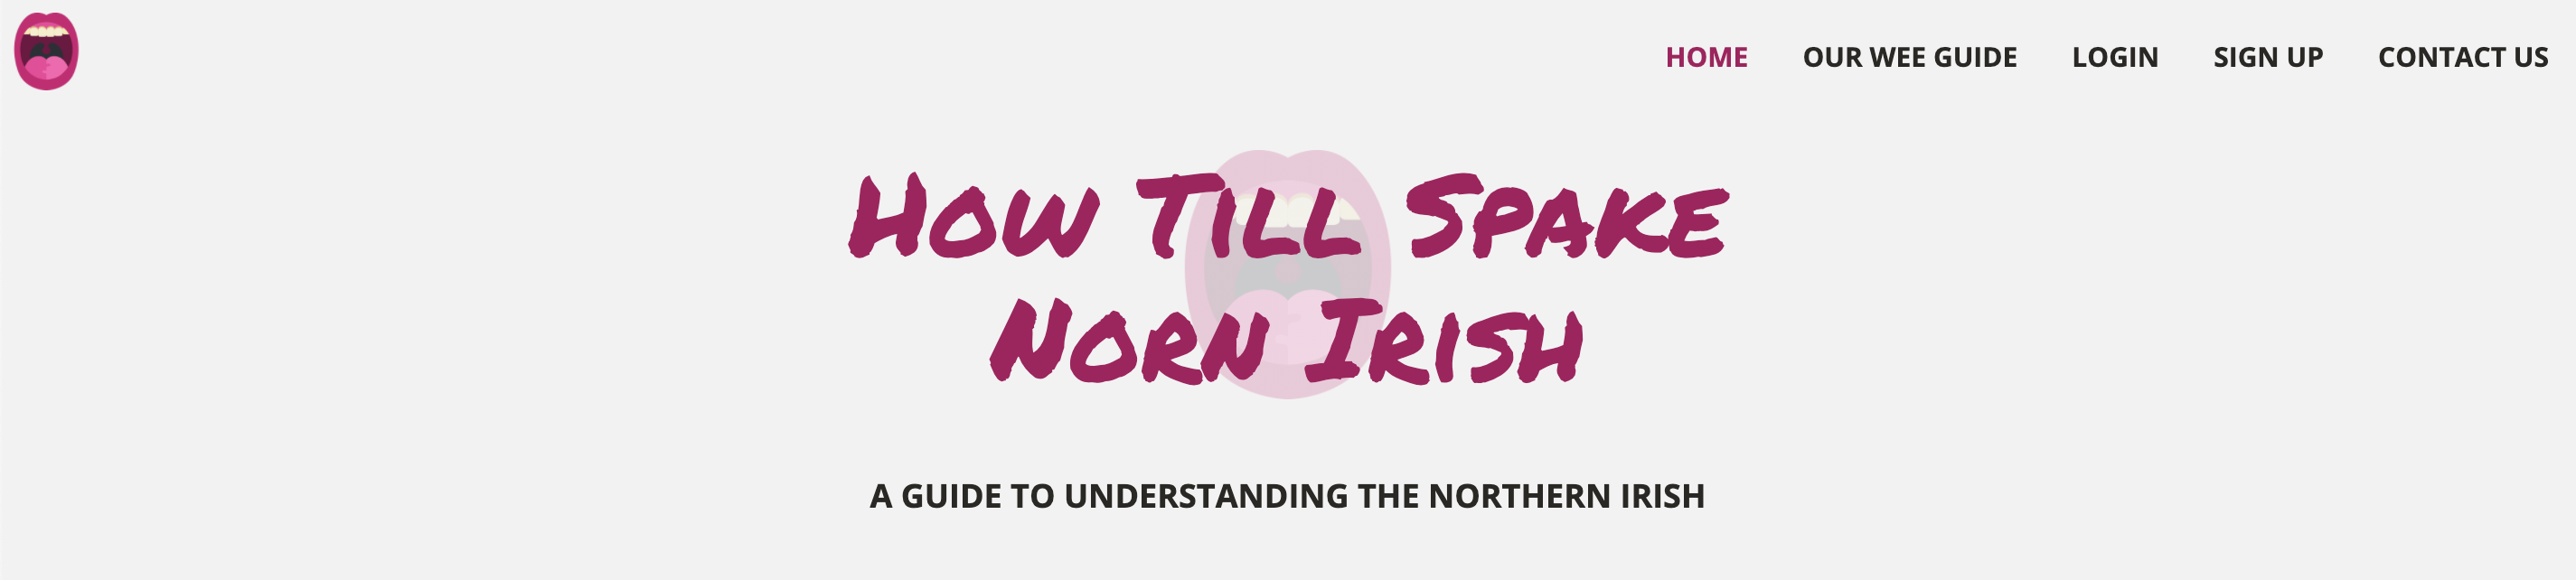 HOME OUR WEE GUIDE LOGIN SIGN UP CONTACT US
How Till Spake
Norn Irish
A GUIDE TO UNDERSTANDING THE NORTHERN IRISH